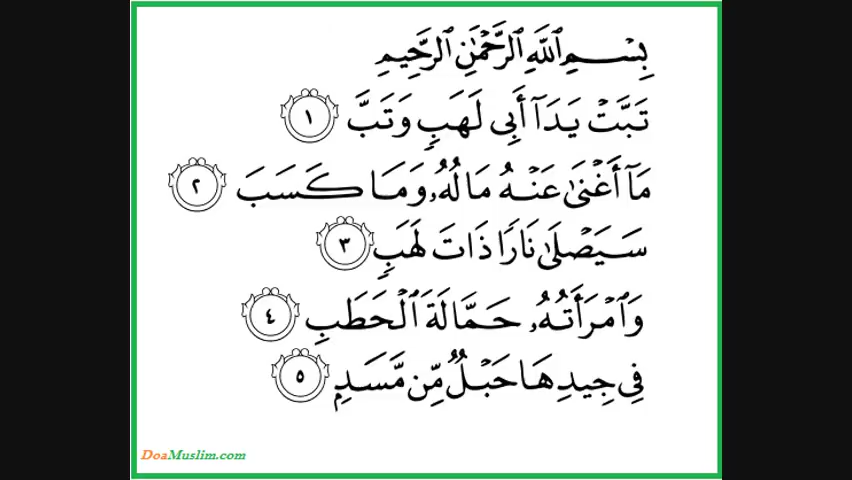 بِسْمِ ٱللَّهِ ٱلرَّحْمَٰنِ ٱلرَّحِيمِ
تَبَّتْ يَدَآ أَبِى لَهَبٍ وَتَبَّ ١
مَآ أَغْنَىٰ عَنْهُ مَالُهُۥ وَمَا كَسَبَ ٢
سَيَصْلَىٰ نَارًا ذَاتَ لَهَبٍ ٣
وَٱمْرَأَتُهُۥ حَمَّالَةَ ٱلْحَطَبِ ٤
فِى جِيدِهَا حَبْلٌ مِّن مَّسَدٍ ٥
DoaMuslim.com